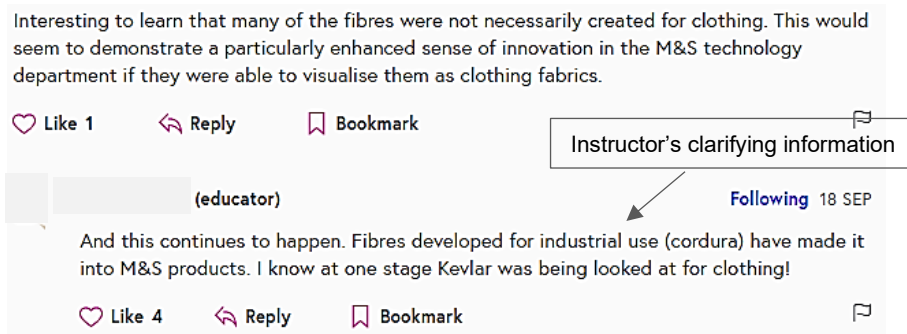 Interesting to learn that many of the fibres were not necessarily created for clothing. This would
seem to demonstrate a particularly enhanced sense of innovation in the M&S technology
department if they were able to visualise them as clothing fabrics.
Like 1 Reply Bookmark
Instructor's clarifying information
(educator) Following 18 SEP
And this continues to happen. Fibres developed for industrial use (cordura) have made it
into M&S products. I know at one stage Kevlar was being looked at for clothing!
Like 4 Reply Bookmark